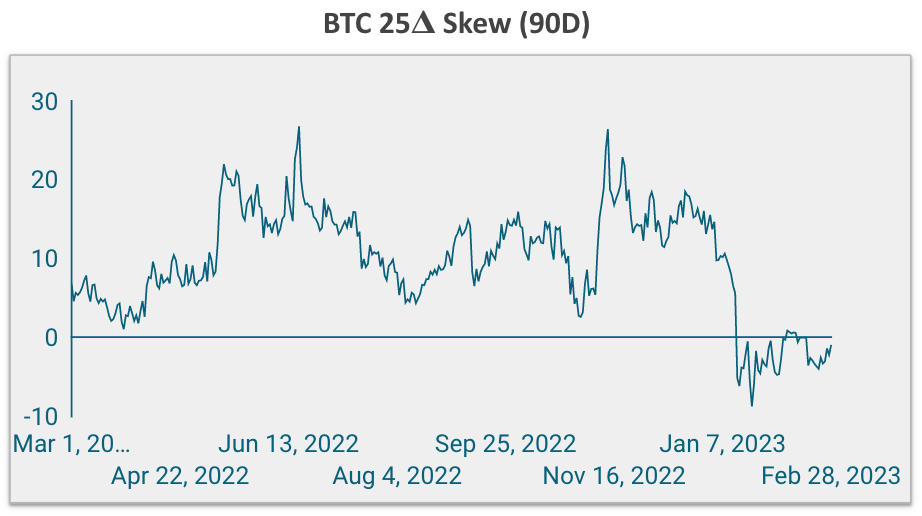 BTC 25Δ Skew (90D)
30
20
10
0
-10
Mar 1, 20...
Jun 13, 2022
Sep 25, 2022
Jan 7, 2023
Apr 22, 2022
Aug 4, 2022
Nov 16, 2022
Feb 28, 2023